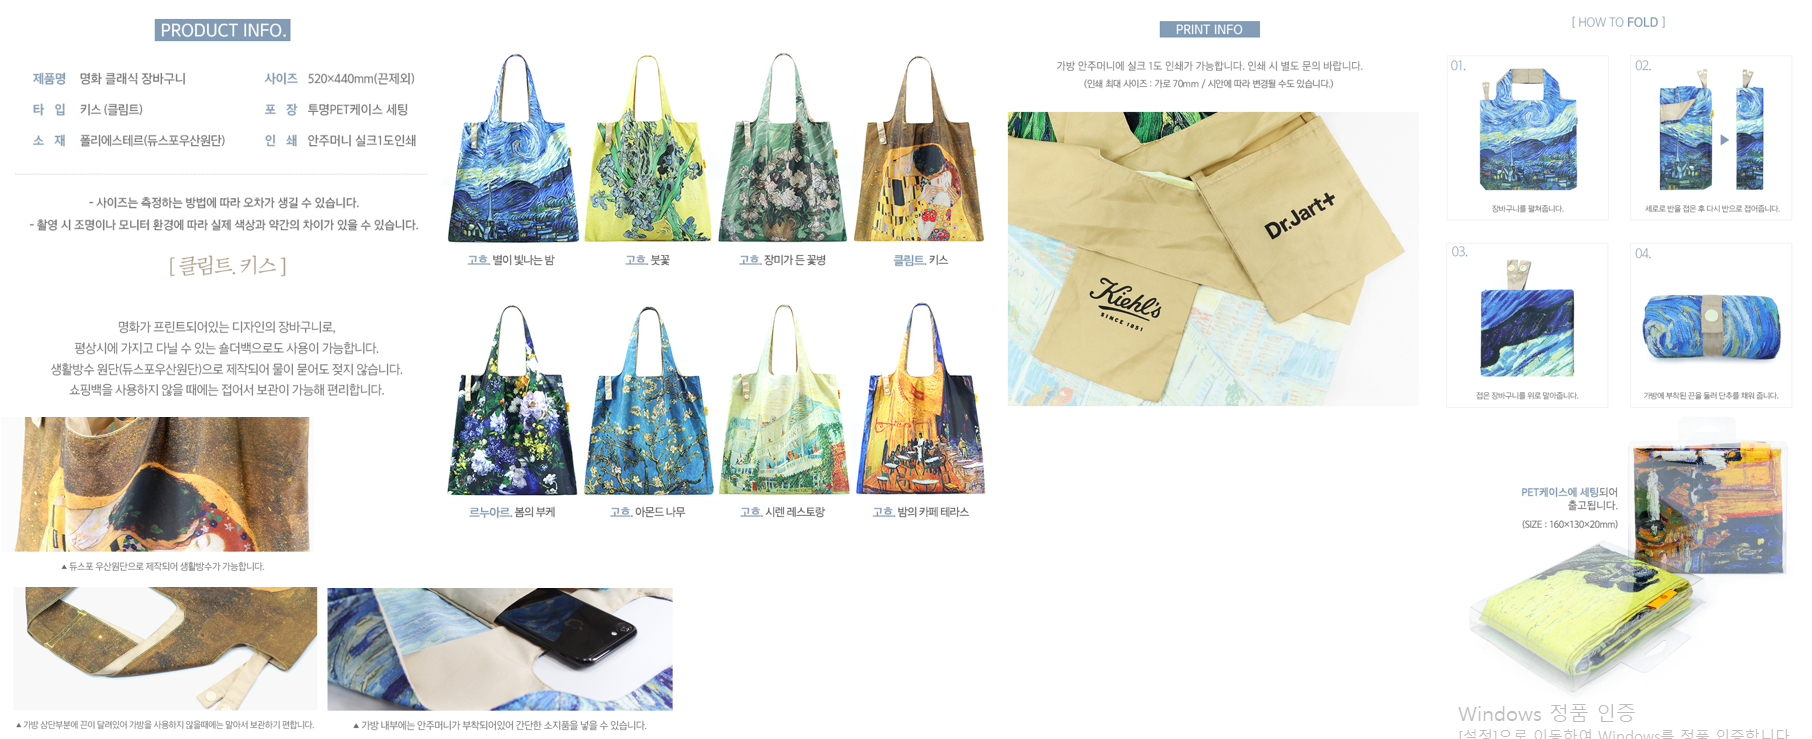 PRODUCT INFO.
제품명 명화 클래식 장바구니
사이즈 520×440mm(끈제외)
타 입 키스 (클림트)
포 장 투명PET케이스 세팅
소 재 폴리에스테르(듀스포우산원단)
인 쇄 안주머니 실크1도인쇄
- 사이즈는 측정하는 방법에 따라 오차가 생길 수 있습니다.
- 촬영 시 조명이나 모니터 환경에 따라 실제 색상과 약간의 차이가 있을 수 있습니다.
[ 클림트. 키스 ]
명화가 프린트되어있는 디자인의 장바구니로,
평상시에 가지고 다닐 수 있는 숄더백으로도 사용이 가능합니다.
생활방수 원단(듀스포우산원단)으로 제작되어 물이 묻어도 젖지 않습니다.
쇼핑백을 사용하지 않을 때에는 접어서 보관이 가능해 편리합니다.
▲ 듀스포 우산원단으로 제작되어 생활방수가 가능합니다.
▲ 가방 상단부분에 끈이 달려있어 가방을 사용하지 않을때에는 말아서 보관하기 편합니다.
▲ 가방 내부에는 안주머니가 부착되어있어 간단한 소지품을 넣을 수 있습니다.
고흐. 별이 빛나는 밤
고흐. 붓꽃
고흐. 장미가 든 꽃병
클림트. 키스
르누아르. 봄의 부케
고흐. 아몬드 나무
고흐. 시렌 레스토랑
고흐. 밤의 카페 테라스
PRINT INFO
가방 안주머니에 실크 1도 인쇄가 가능합니다. 인쇄 시 별도 문의 바랍니다.
(인쇄 최대 사이즈 : 가로 70mm / 시안에 따라 변경될 수도 있습니다.)
Dr.Jart+
Kiehl's
SINCE 1851
[ HOW TO FOLD ]
01.
장바구니를 펼쳐줍니다.
02.
세로로 반을 접은 후 다시 반으로 접어줍니다.
03.
접은 장바구니를 위로 말아줍니다.
04.
가방에 부착된 끈을 둘러 단추를 채워 줍니다.
PET케이스에 세팅되어
출고됩니다.
(SIZE : 160×130×20mm)
Windows 정품 인증
[설정]으로 이동하여 Windows를 정품 인증합니다